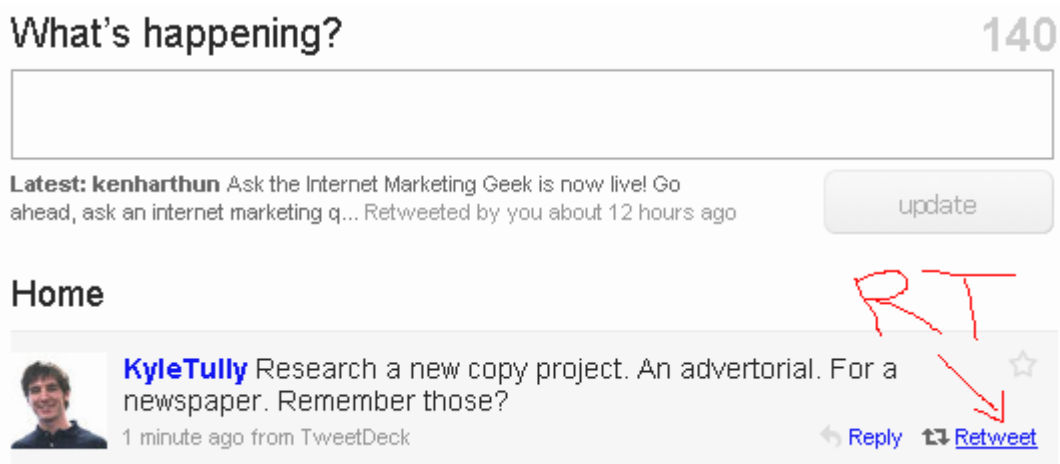 What's happening?
140
Latest: kenharthun Ask the Internet Marketing Geek is now live! Go
ahead, ask an internet marketing q... Retweeted by you about 12 hours ago
update
Home
RT
KyleTully Research a new copy project. An advertorial. For a
newspaper. Remember those?
1 minute ago from TweetDeck
Reply Retweet